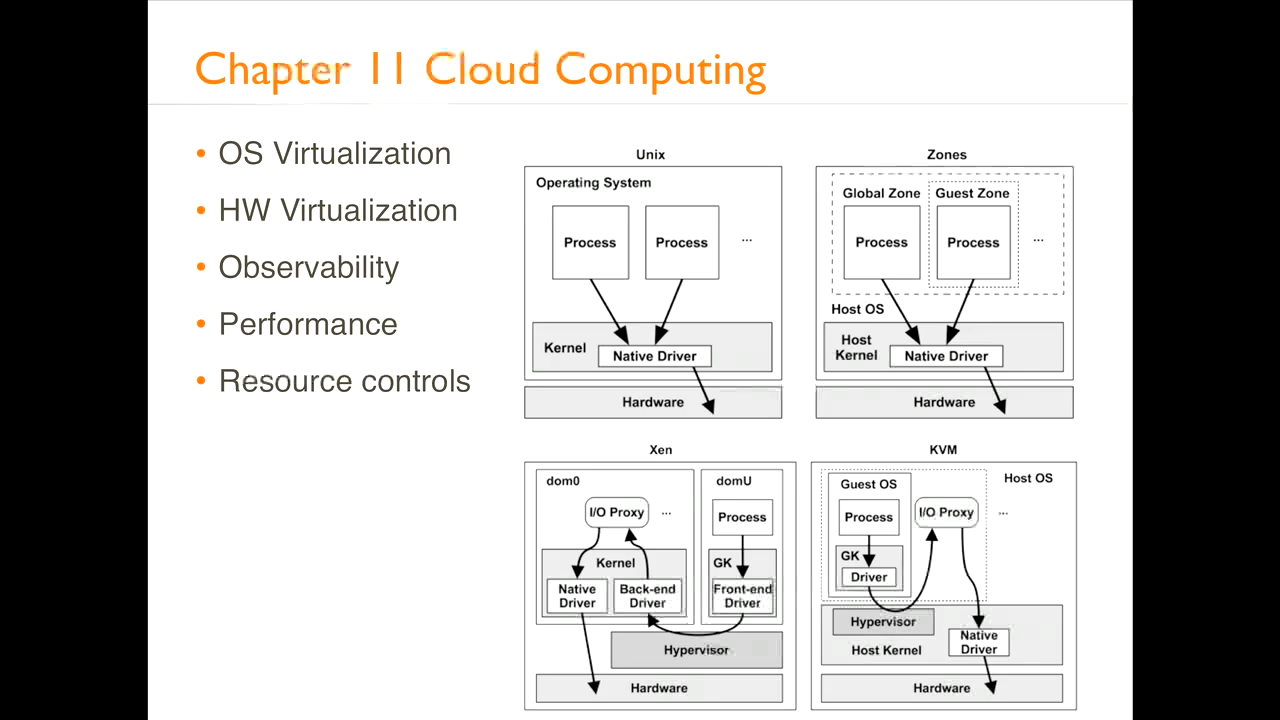 Chapter 11 Cloud Computing
• OS Virtualization
• HW Virtualization
• Observability
• Performance
• Resource controls
Unix
Operating System
Process
Process
...
Kernel
Native Driver
Hardware
Zones
Global Zone
Guest Zone
Process
Process
...
Host OS
Host
Kernel
Native Driver
Hardware
Xen
dom0
I/O Proxy
...
Kernel
Native
Driver
Back-end
Driver
domU
Process
GK
Front-end
Driver
Hypervisor
Hardware
KVM
Host OS
Guest OS
Process
I/O Proxy
...
GK
Driver
Hypervisor
Host Kernel
Native
Driver
Hardware